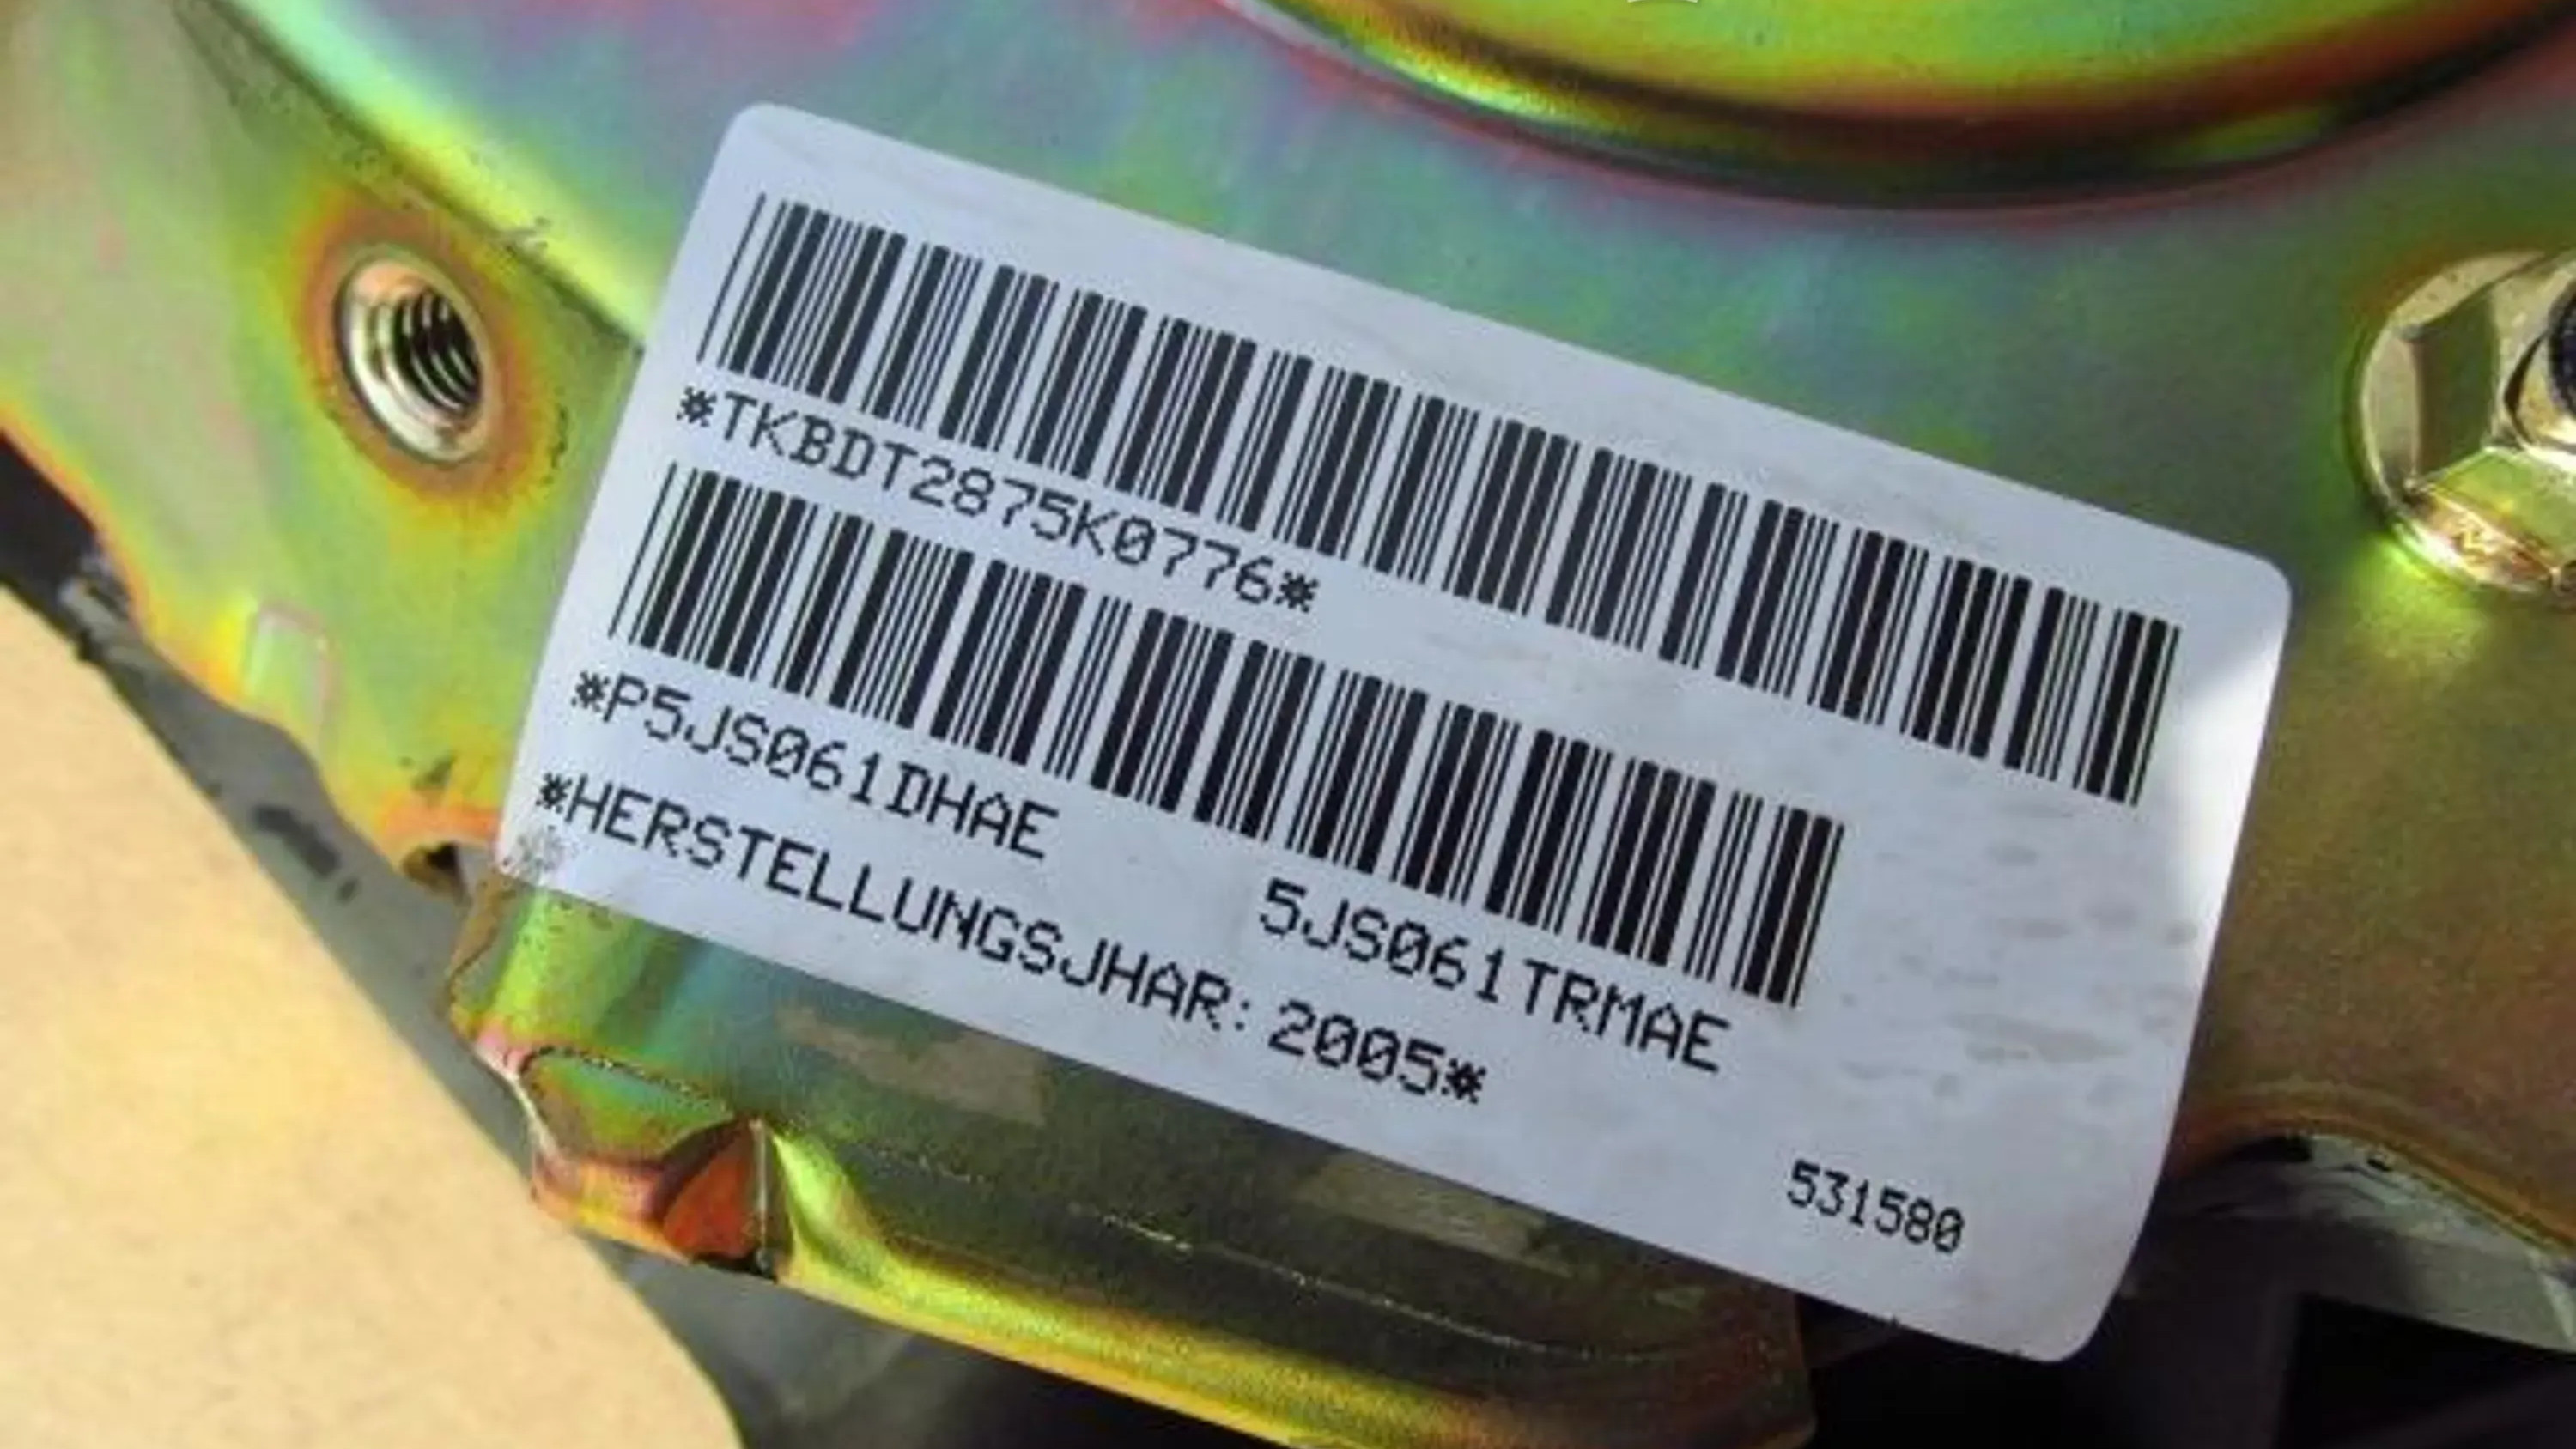 *TKBDT2875K0776*
*P5JS061DHAE 5JS061TRMAE
*HERSTELLUNGSJHAR: 2005*
531580